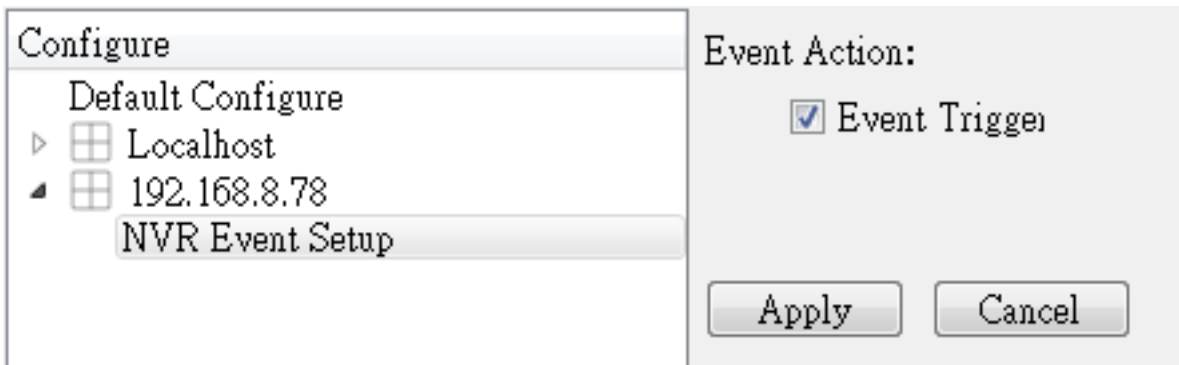 Configure
Default Configure
Localhost
192.168.8.78
NVR Event Setup
Event Action:
Event Trigger
Apply
Cancel